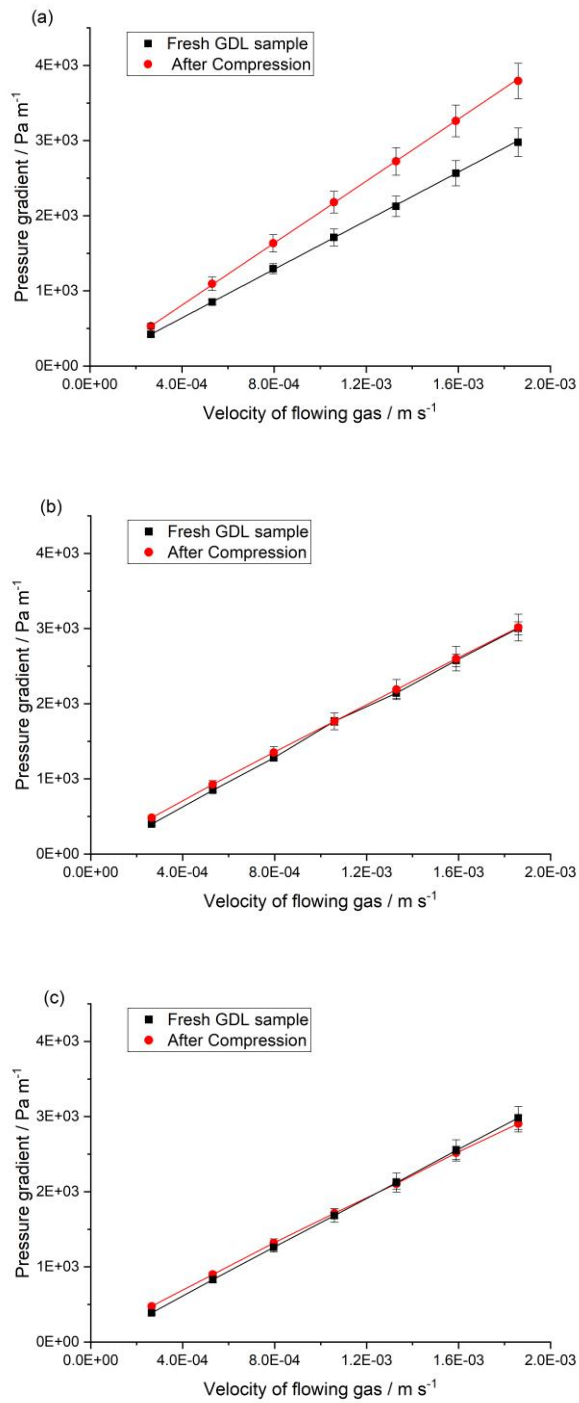 (a)
Fresh GDL sample
After Compression
4E+03
3E+03
2E+03
1E+03
0E+00
Pressure gradient / Pa m⁻¹
0.0E+00 4.0E-04 8.0E-04 1.2E-03 1.6E-03 2.0E-03
Velocity of flowing gas / m s⁻¹
(b)
Fresh GDL sample
After Compression
4E+03
3E+03
2E+03
1E+03
0E+00
Pressure gradient / Pa m⁻¹
0.0E+00 4.0E-04 8.0E-04 1.2E-03 1.6E-03 2.0E-03
Velocity of flowing gas / m s⁻¹
(c)
Fresh GDL sample
After Compression
4E+03
3E+03
2E+03
1E+03
0E+00
Pressure gradient / Pa m⁻¹
0.0E+00 4.0E-04 8.0E-04 1.2E-03 1.6E-03 2.0E-03
Velocity of flowing gas / m s⁻¹